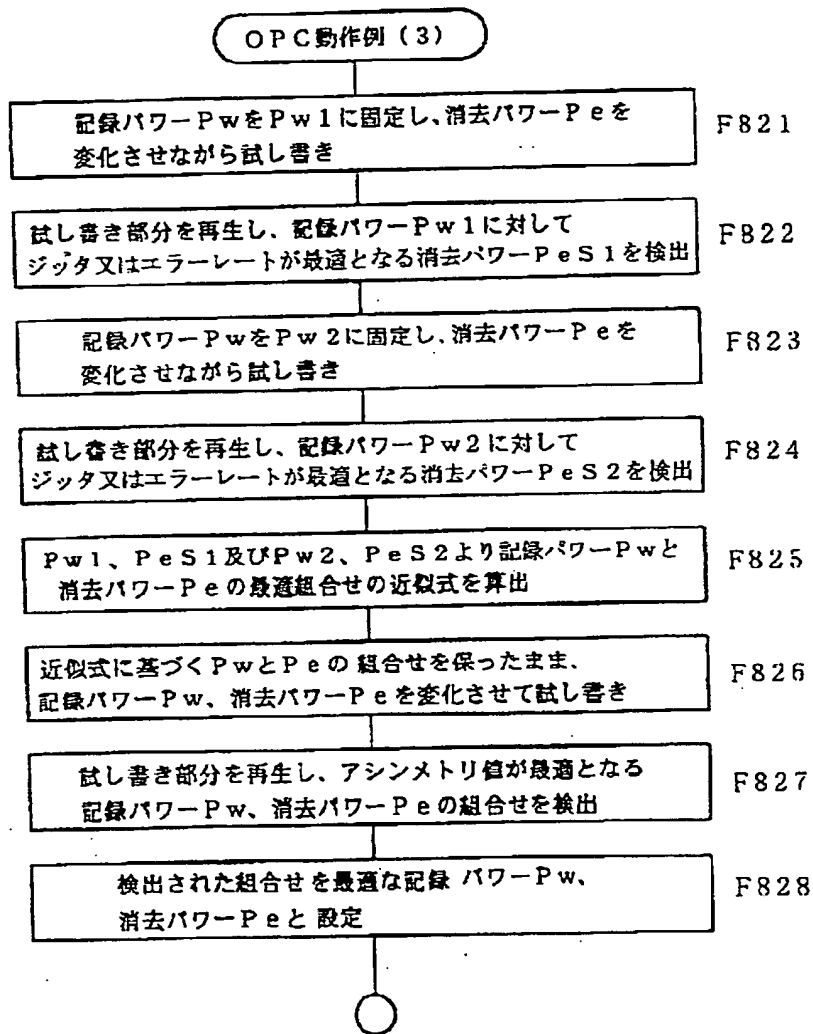 OPC動作例（3）
記録パワーPwをPw1に固定し、消去パワーPeを
変化させながら試し書き
F821
試し書き部分を再生し、記録パワーPw1に対して
ジッタ又はエラーレートが最適となる消去パワーPeS1を検出
F822
記録パワーPwをPw2に固定し、消去パワーPeを
変化させながら試し書き
F823
試し書き部分を再生し、記録パワーPw2に対して
ジッタ又はエラーレートが最適となる消去パワーPeS2を検出
F824
Pw1、PeS1及びPw2、PeS2より記録パワーPwと
消去パワーPeの最適組合せの近似式を算出
F825
近似式に基づくPwとPeの組合せを保ったまま、
記録パワーPw、消去パワーPeを変化させて試し書き
F826
試し書き部分を再生し、アシンメトリ値が最適となる
記録パワーPw、消去パワーPeの組合せを検出
F827
検出された組合せを最適な記録パワーPw、
消去パワーPeと設定
F828